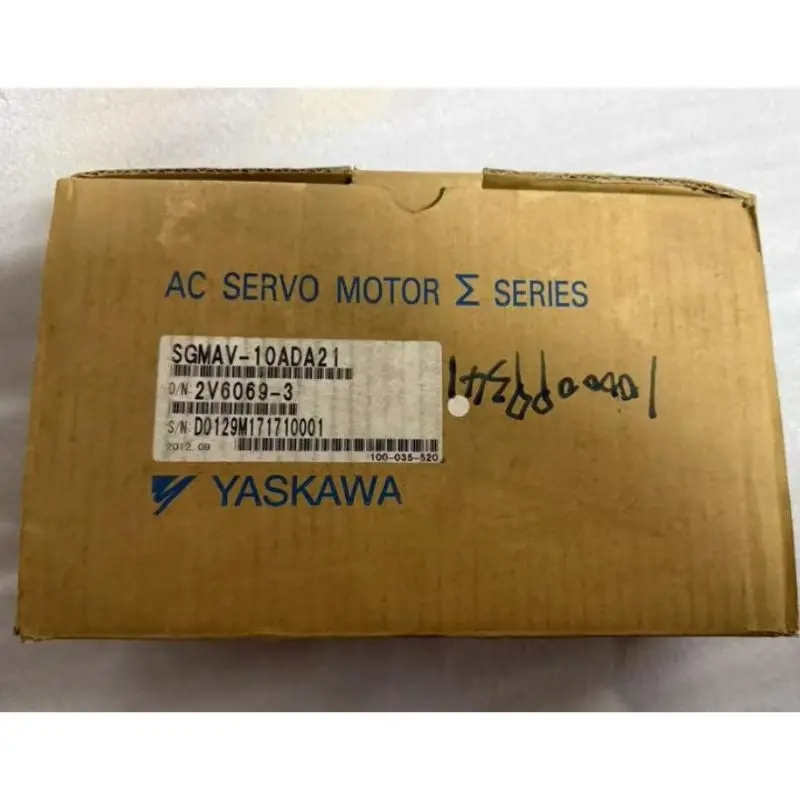 AC SERVO MOTOR Σ SERIES
SGMAV-10ADA21
O/N 2V6069-3
S/N D0129M171710001
2012.09
100-035-520
YASKAWA